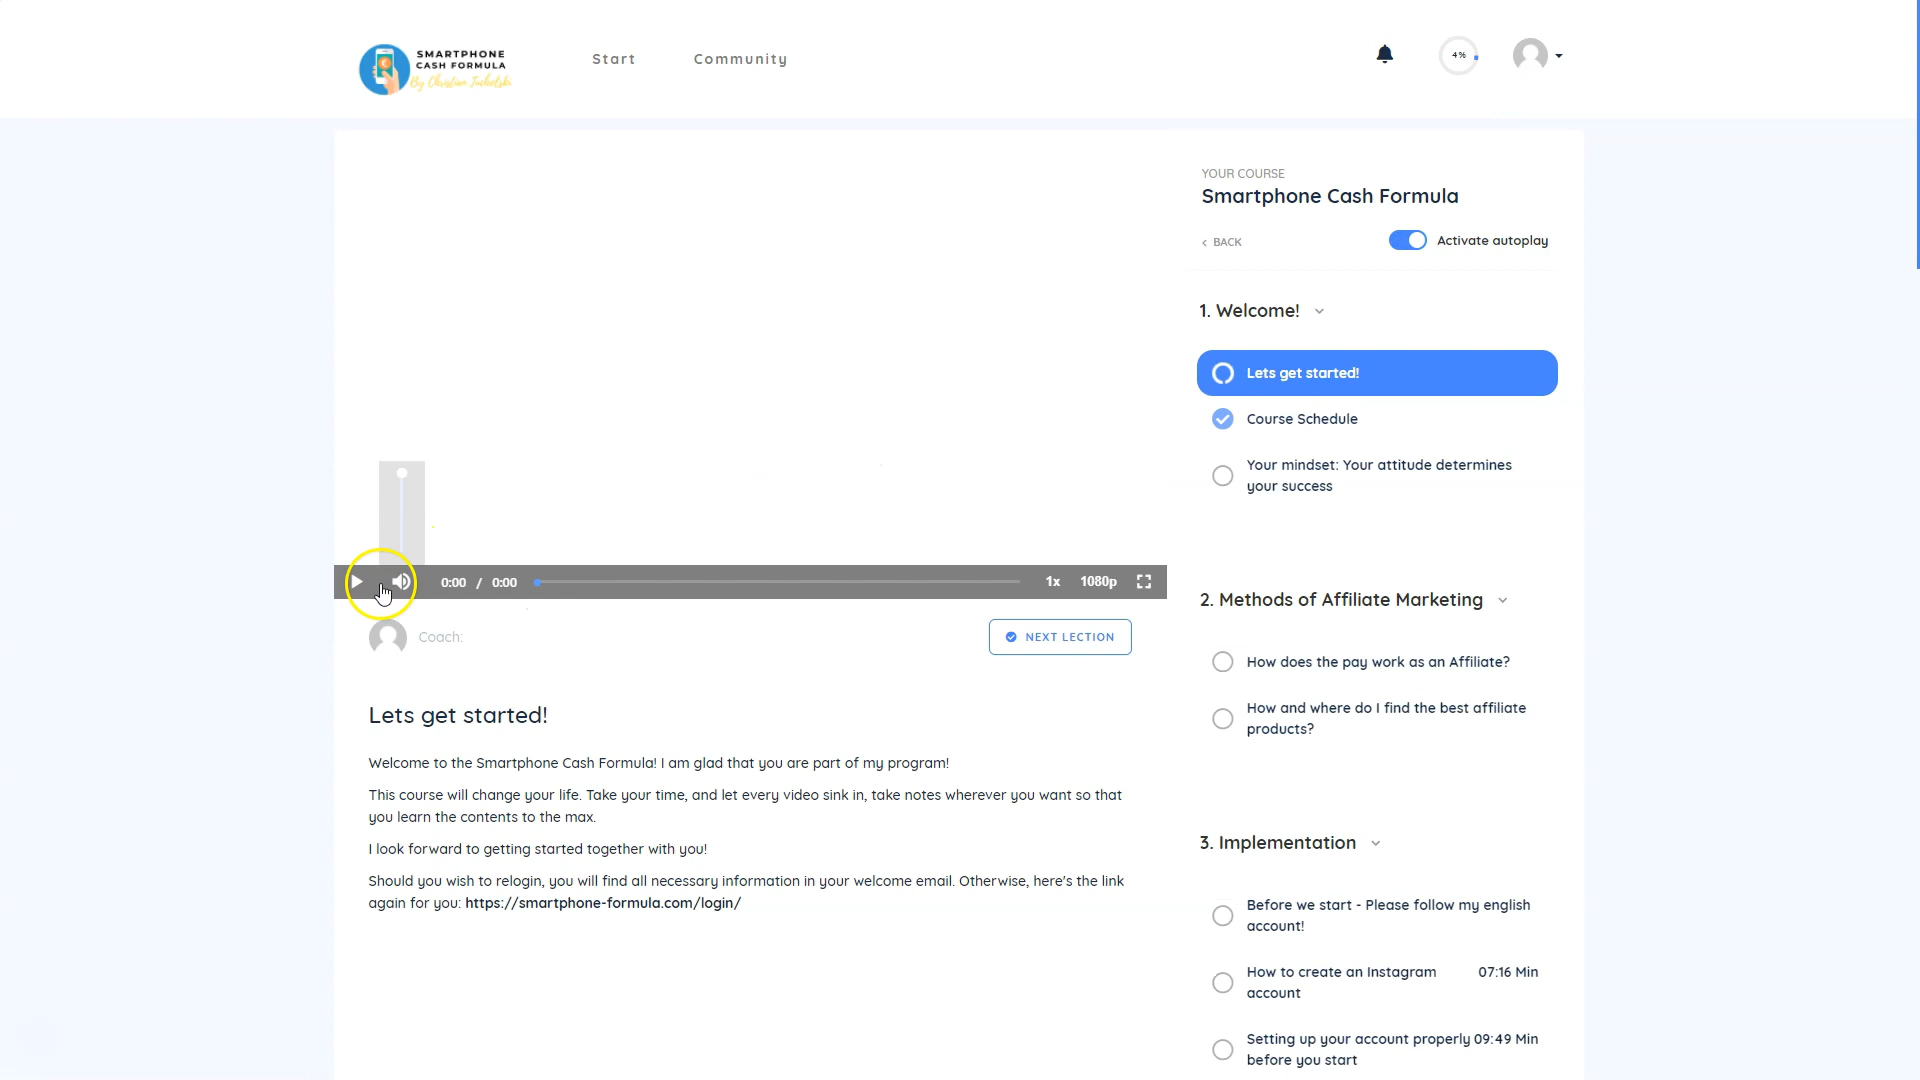 SMARTPHONE
CASH FORMULA
Start
Community
4%
YOUR COURSE
Smartphone Cash Formula
BACK
Activate autoplay
1. Welcome!
Lets get started!
Course Schedule
Your mindset: Your attitude determines
your success
0:00 / 0:00
1x
1080p
Coach:
NEXT LECTION
Lets get started!
Welcome to the Smartphone Cash Formula! I am glad that you are part of my program!
This course will change your life. Take your time, and let every video sink in, take notes wherever you want so that
you learn the contents to the max.
I look forward to getting started together with you!
Should you wish to relogin, you will find all necessary information in your welcome email. Otherwise, here's the link
again for you: https://smartphone-formula.com/login/
2. Methods of Affiliate Marketing
How does the pay work as an Affiliate?
How and where do I find the best affiliate
products?
3. Implementation
Before we start - Please follow my english
account!
How to create an Instagram 07:16 Min
account
Setting up your account properly 09:49 Min
before you start